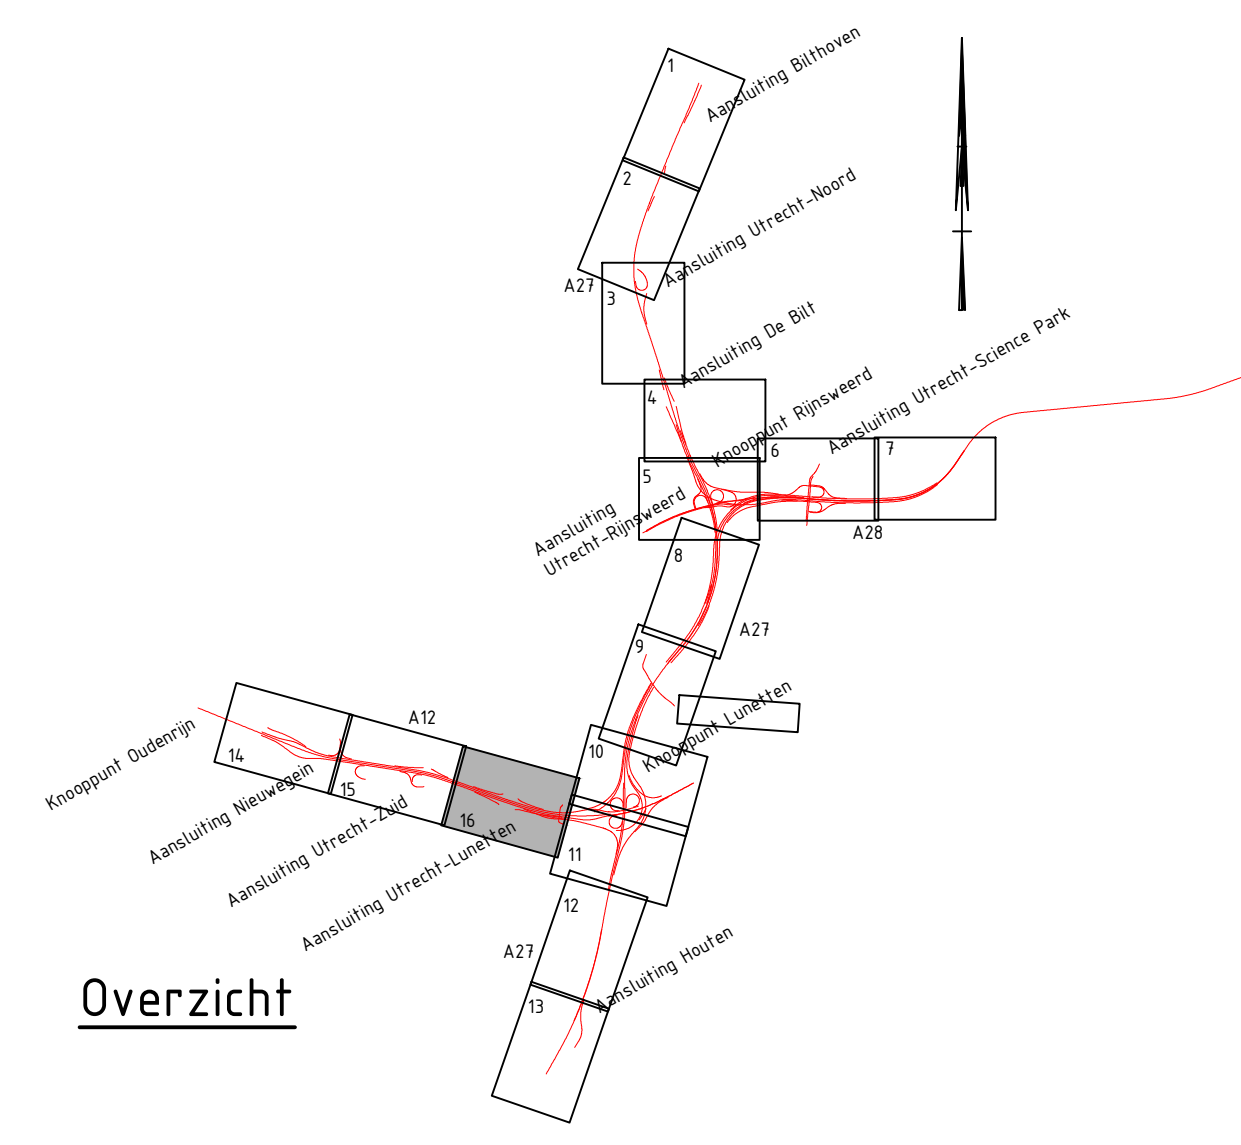 1
Aansluiting Bilthoven
2
Aansluiting Utrecht-Noord
A27
3
Aansluiting De Bilt
4
Knooppunt Rijnsweerd
Aansluiting Utrecht-Science Park
5
6
7
Aansluiting
Utrecht-Rijnsweerd
A28
8
A27
9
Knooppunt Lunetten
10
A12
Knooppunt Oudenrijn
14
Aansluiting Nieuwegein
15
Aansluiting Utrecht-Zuid
16
Aansluiting Utrecht-Lunetten
11
12
A27
Aansluiting Houten
13
Overzicht